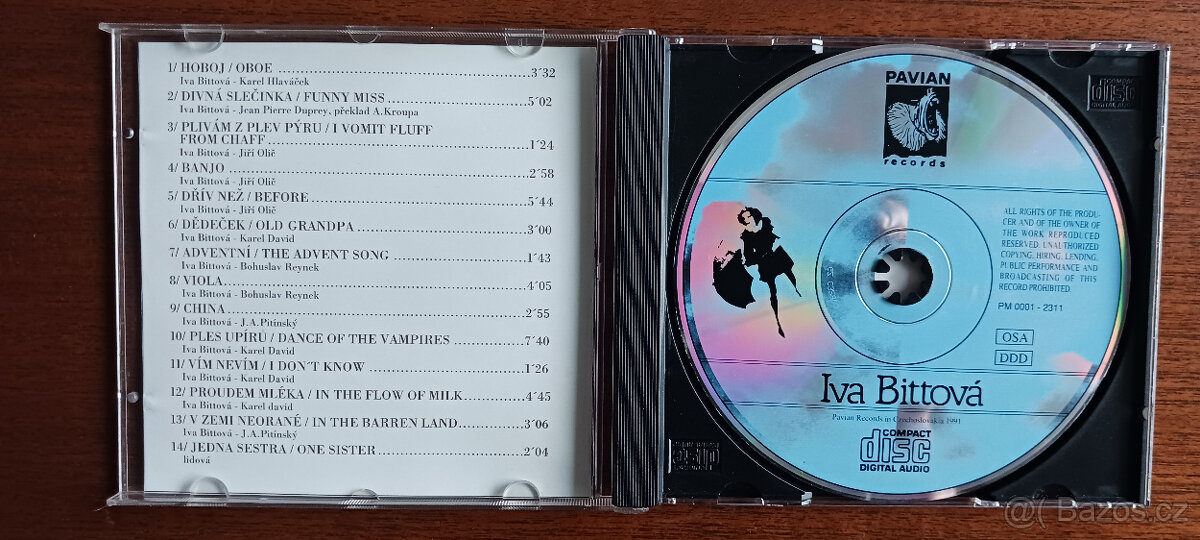 1/ HOBOJ / OBOE ........ 3´32
Iva Bittová - Karel Hlaváček
2/ DIVNÁ SLEČINKA / FUNNY MISS ........ 5´02
Iva Bittová - Jean Pierre Duprey, překlad A.Kroupa
3/ PLIVÁM Z PLEV PÝRU / I VOMIT FLUFF
FROM CHAFF ........ 1´24
Iva Bittová - Jiří Olič
4/ BANJO ........ 2´58
Iva Bittová - Jiří Olič
5/ DŘÍV NEŽ / BEFORE ........ 5´44
Iva Bittová - Jiří Olič
6/ DĚDEČEK / OLD GRANDPA ........ 3´00
Iva Bittová - Karel David
7/ ADVENTNÍ / THE ADVENT SONG ........ 1´43
Iva Bittová - Bohuslav Reynek
8/ VIOLA ........ 4´05
Iva Bittová - Bohuslav Reynek
9/ CHINA ........ 2´55
Iva Bittová - J.A.Pitínský
10/ PLES UPÍRU / DANCE OF THE VAMPIRES ........ 7´40
Iva Bittová - Karel David
11/ VÍM NEVÍM / I DON´T KNOW ........ 1´26
Iva Bittová - Karel David
12/ PROUDEM MLÉKA / IN THE FLOW OF MILK ........ 4´45
Iva Bittová - Karel david
13/ V ZEMI NEORANÉ / IN THE BARREN LAND ........ 3´06
Iva Bittová - J.A.Pitínský
14/ JEDNA SESTRA / ONE SISTER ........ 2´04
lidová
PAVIAN
records
ALL RIGHTS OF THE PRODU-
CER AND OF THE OWNER OF
THE WORK REPRODUCED
RESERVED. UNAUTHORIZED
COPYING, HIRING, LENDING,
PUBLIC PERFORMANCE AND
BROADCASTING OF THIS
RECORD PROHIBITED.
PM 0001 - 2311
OSA
DDD
Iva Bittová
Pavian Records in Czechoslovakia 1991
COMPACT
disc
DIGITAL AUDIO
COMPACT
disc
DIGITAL AUDIO
@( Bazos.cz